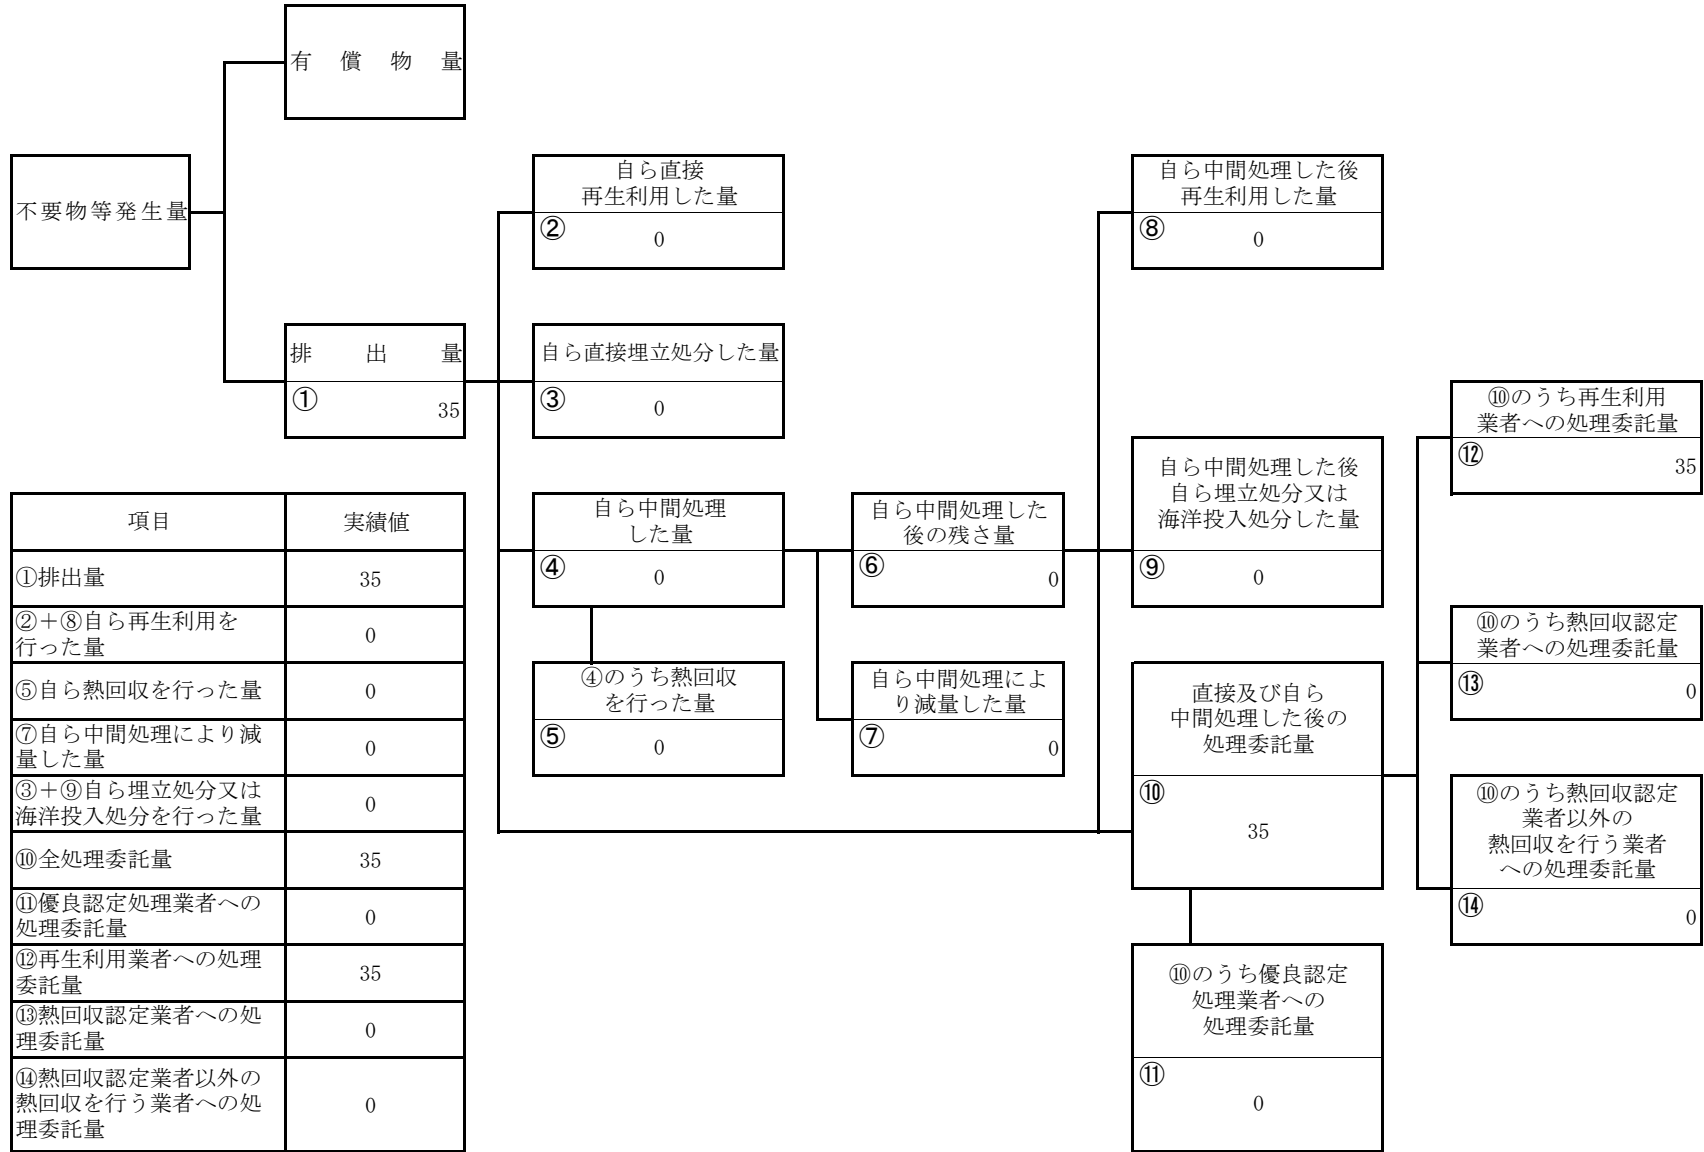 有償物量
不要物等発生量
排出量
①
35
自ら直接
再生利用した量
②
0
自ら直接埋立処分した量
③
0
自ら中間処理
した量
④
0
④のうち熱回収
を行った量
⑤
0
自ら中間処理した
後の残さ量
⑥
0
自ら中間処理によ
り減量した量
⑦
0
自ら中間処理した後
再生利用した量
⑧
0
自ら中間処理した後
自ら埋立処分又は
海洋投入処分した量
⑨
0
直接及び自ら
中間処理した後の
処理委託量
⑩
35
⑩のうち優良認定
処理業者への
処理委託量
⑪
0
⑩のうち再生利用
業者への処理委託量
⑫
35
⑩のうち熱回収認定
業者への処理委託量
⑬
0
⑩のうち熱回収認定
業者以外の
熱回収を行う業者
への処理委託量
⑭
0
項目 実績値
①排出量 35
②＋⑧自ら再生利用を
行った量 0
⑤自ら熱回収を行った量 0
⑦自ら中間処理により減
量した量 0
③＋⑨自ら埋立処分又は
海洋投入処分を行った量 0
⑩全処理委託量 35
⑪優良認定処理業者への
処理委託量 0
⑫再生利用業者への処理
委託量 35
⑬熱回収認定業者への処
理委託量 0
⑭熱回収認定業者以外の
熱回収を行う業者への処
理委託量 0